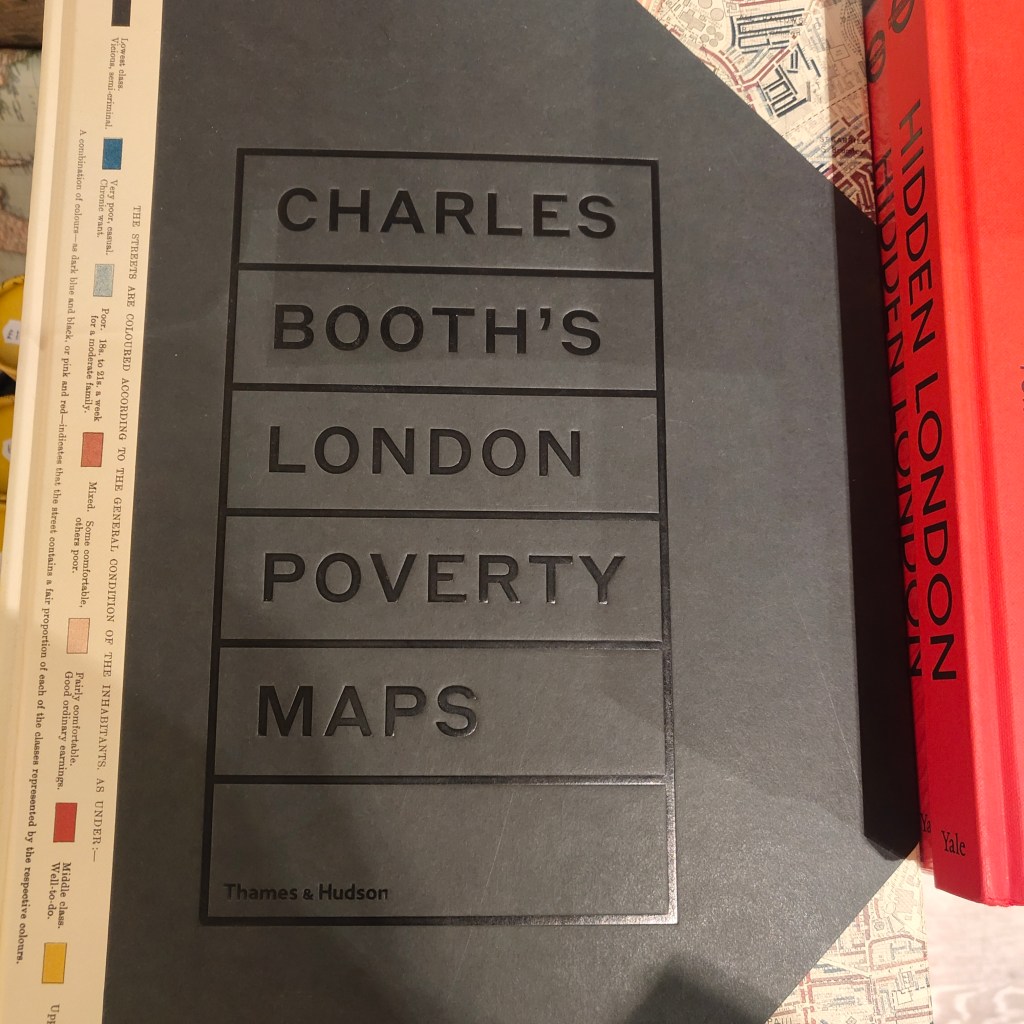 CHARLES
BOOTH'S
LONDON
POVERTY
MAPS
Thames & Hudson
THE STREETS ARE COLOURED ACCORDING TO THE GENERAL CONDITION OF THE INHABITANTS, AS UNDER:—
Lowest class.
Vicious, semi-criminal.
Very poor, casual.
Chronic want.
Poor. 18s. to 21s. a week
for a moderate family.
Mixed. Some comfortable,
others poor.
Fairly comfortable.
Good ordinary earnings.
Middle class.
Well-to-do.
A combination of colours—as dark blue and black, or pink and red—indicates that the street contains a fair proportion of each of the classes represented by the respective colours.
HIDDEN LONDON
Yale
HIDDEN LONDON
Ya